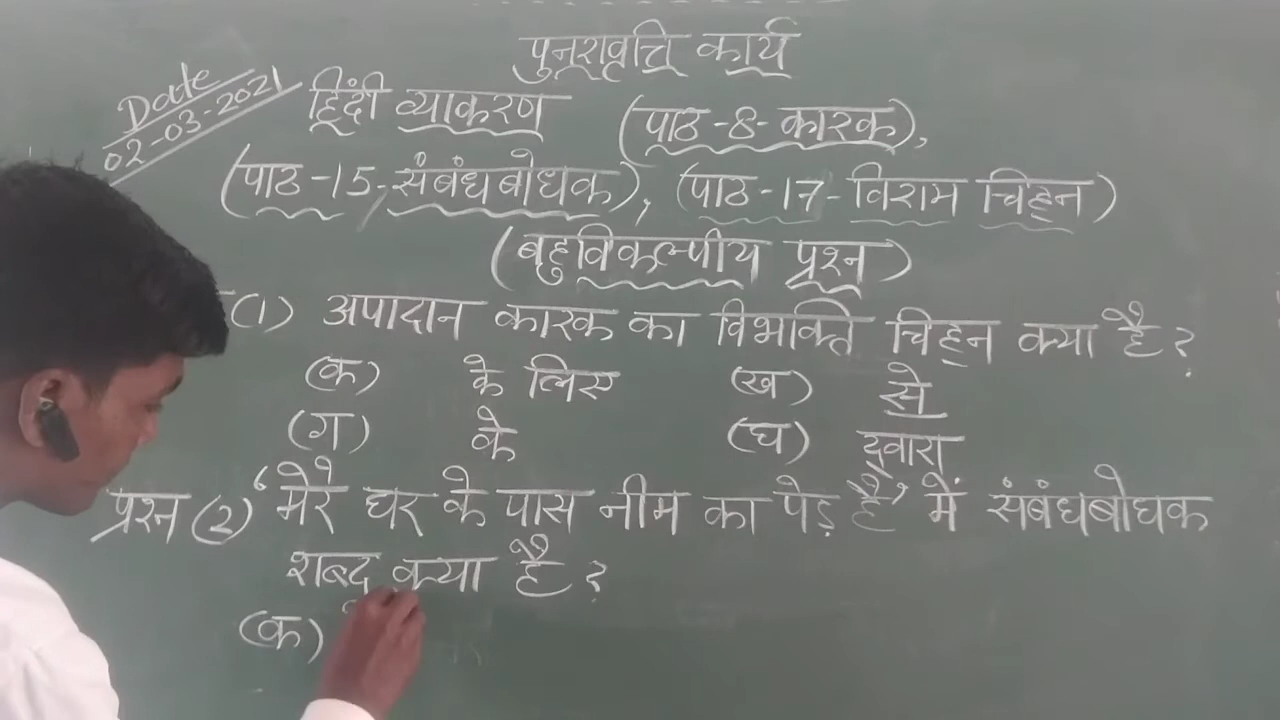 पुनरावृत्ति कार्य
Date
02-03-2021
हिंदी व्याकरण (पाठ-8-कारक),
(पाठ-15,संबंधबोधक), (पाठ-17-विराम चिह्न)
(बहुविकल्पीय प्रश्न)
(1) अपादान कारक का विभक्ति चिह्न क्या है?
(क) के लिए (ख) से
(ग) के (घ) द्वारा
प्रश्न (2) ‘मेरे घर के पास नीम का पेड़ है’ में संबंधबोधक
शब्द क्या है?
(क)